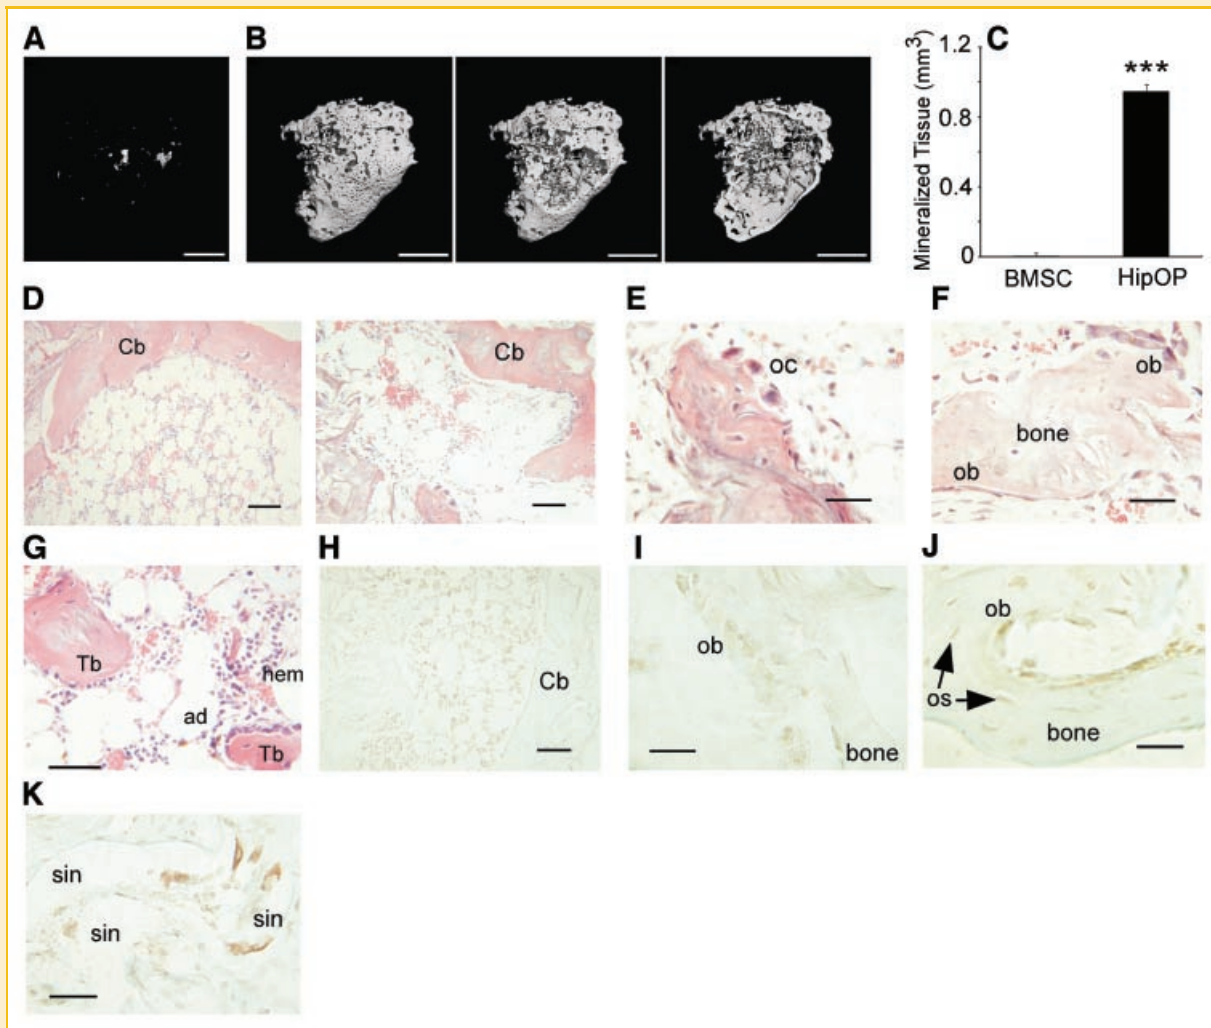 A
B
C
Mineralized Tissue (mm³)
1.2
0.8
0.4
0
***
BMSC HipOP
D
Cb
Cb
E
oc
F
ob
bone
ob
G
Tb
hem
ad
Tb
H
Cb
I
ob
bone
J
ob
os
bone
K
sin
sin
sin